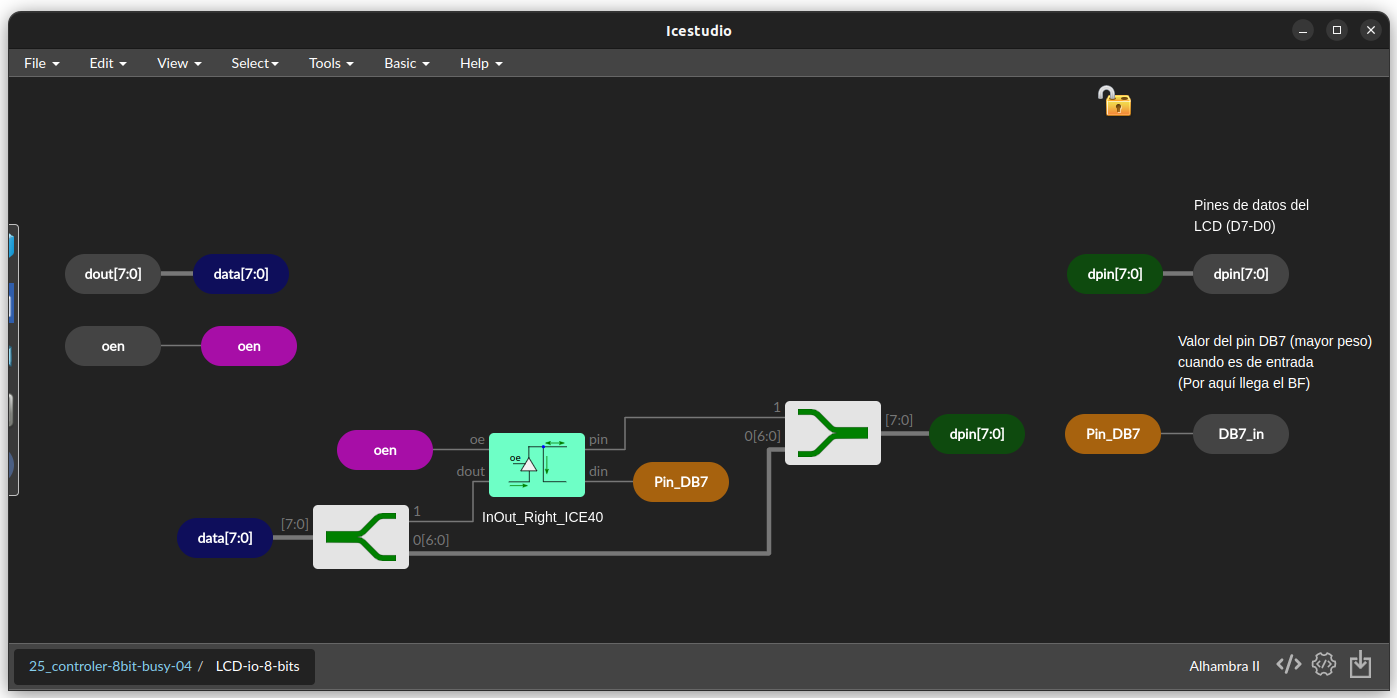 Icestudio
File Edit View Select Tools Basic Help
Pines de datos del
LCD (D7-D0)
dout[7:0] data[7:0] dpin[7:0] dpin[7:0]
oen oen
Valor del pin DB7 (mayor peso)
cuando es de entrada
(Por aquí llega el BF)
1
[7:0]
0[6:0]
dpin[7:0] Pin_DB7 DB7_in
oe pin
oen
oe
dout din
Pin_DB7
InOut_Right_ICE40
1
[7:0]
data[7:0]
0[6:0]
25_controler-8bit-busy-04 / LCD-io-8-bits Alhambra II